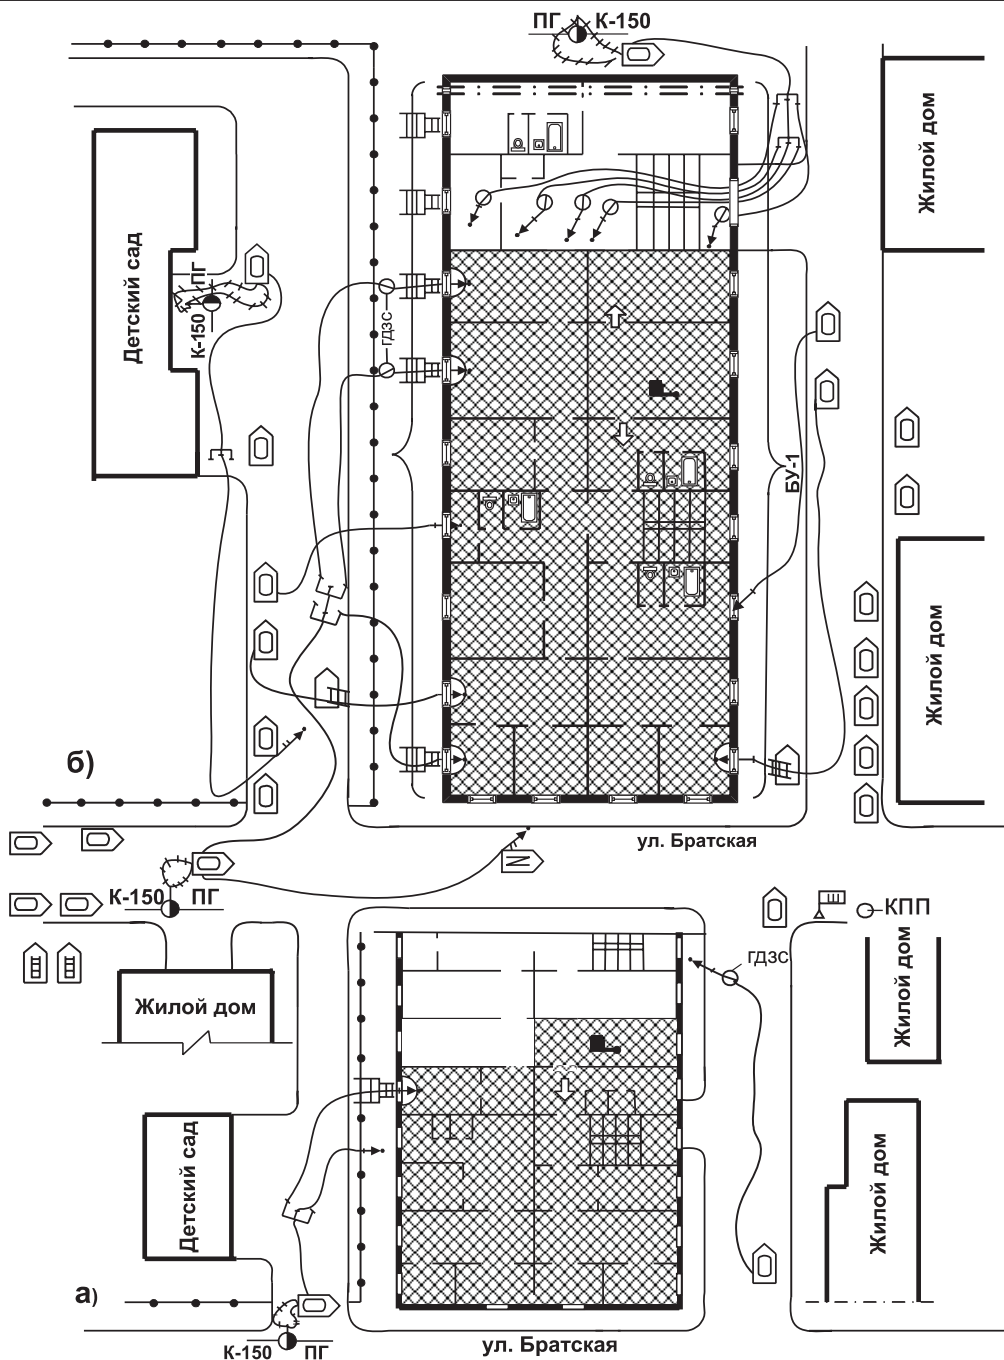 ПГ К-150
Жилой дом
Детский сад
ПГ
К-150
ГДЗС
БУ-1
Жилой дом
б)
ул. Братская
К-150 ПГ
КПП
ГДЗС
Жилой дом
Жилой дом
Детский сад
Жилой дом
а)
ул. Братская
К-150 ПГ